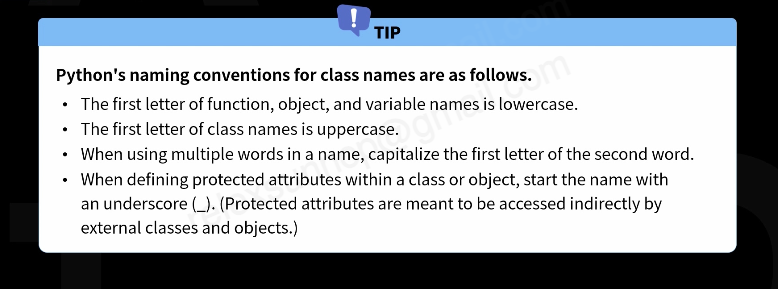 ! TIP
Python's naming conventions for class names are as follows.
• The first letter of function, object, and variable names is lowercase.
• The first letter of class names is uppercase.
• When using multiple words in a name, capitalize the first letter of the second word.
• When defining protected attributes within a class or object, start the name with
an underscore (_). (Protected attributes are meant to be accessed indirectly by
external classes and objects.)